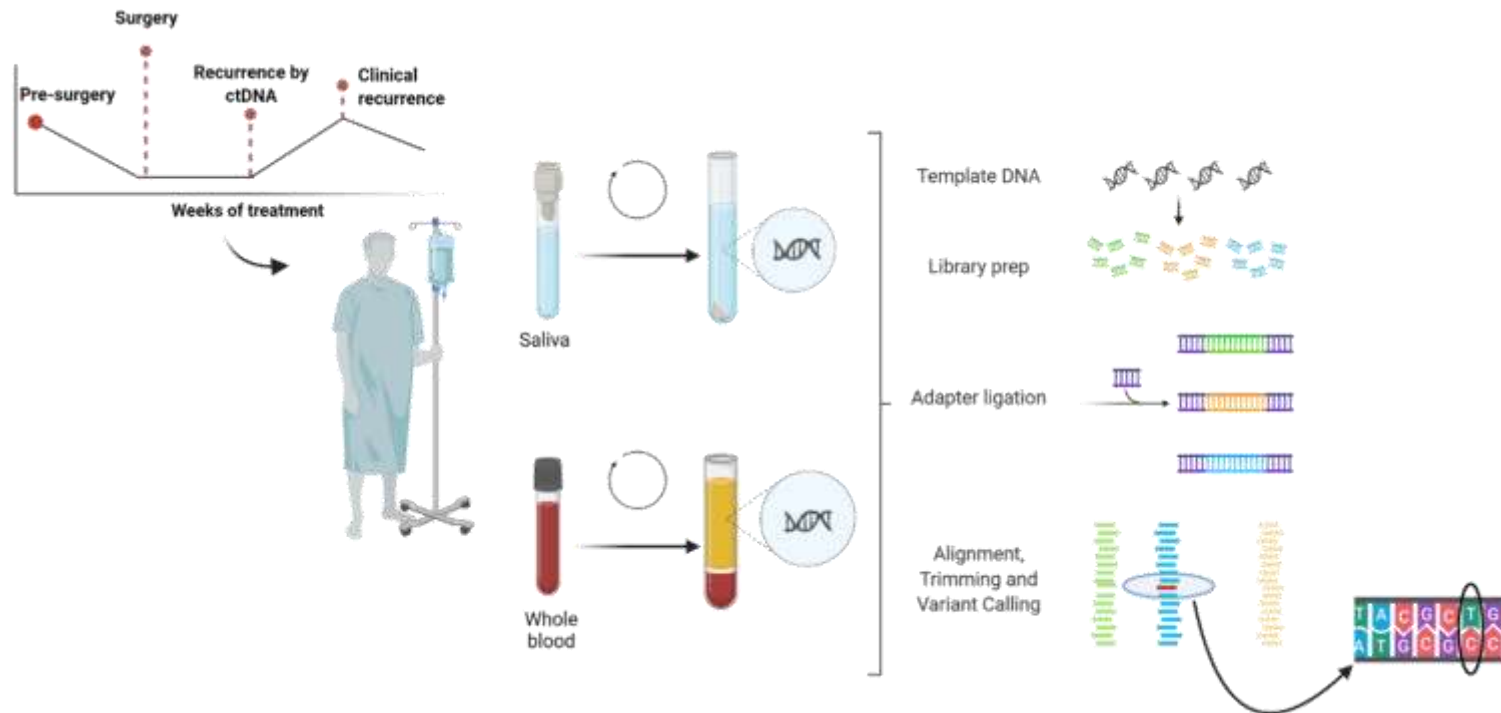 Surgery
Pre-surgery
Recurrence by
ctDNA
Clinical
recurrence
Weeks of treatment
Saliva
Whole
blood
Template DNA
Library prep
Adapter ligation
Alignment,
Trimming and
Variant Calling
T A C G C T G
A T G C G C C